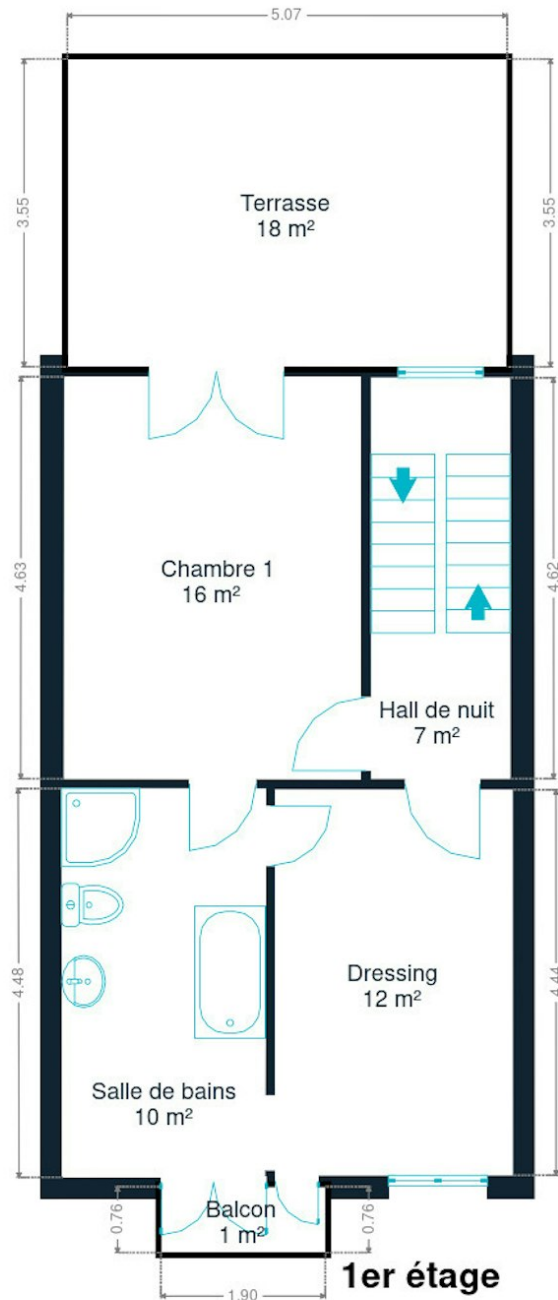 5.07
3.55
3.55
Terrasse
18 m²
4.63
4.62
Chambre 1
16 m²
Hall de nuit
7 m²
4.48
4.44
Dressing
12 m²
Salle de bains
10 m²
0.76
0.76
Balcon
1 m²
1.90
1er étage